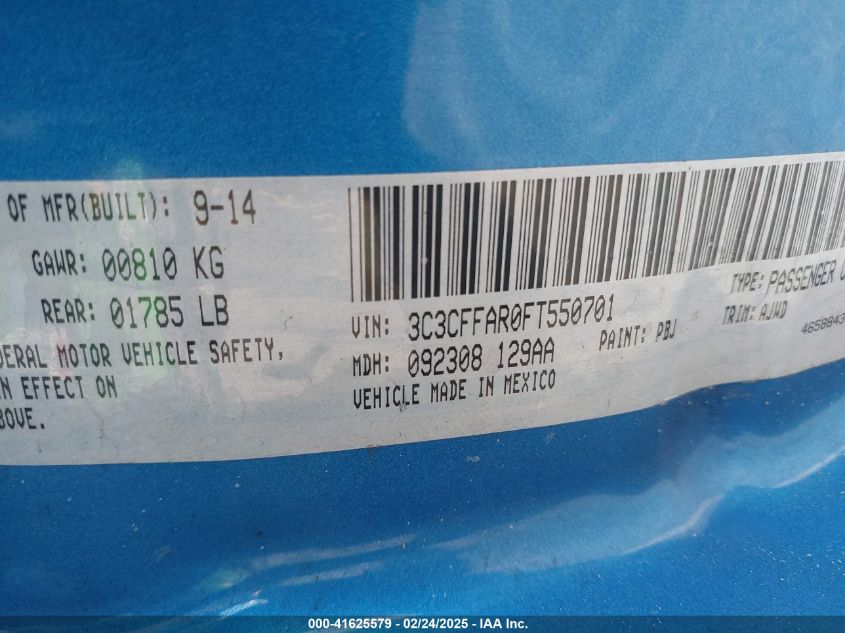 OF MFR(BUILT): 9-14
GAWR: 00810 KG
REAR: 01785 LB
DERAL MOTOR VEHICLE SAFETY,
N EFFECT ON
BOVE.
VIN: 3C3CFFAR0FT550701
TYPE: PASSENGER
MDH: 092308 129AA
PAINT: PBJ
TRIM: AJWD
VEHICLE MADE IN MEXICO
4658843
000-41625579 - 02/24/2025 - IAA, Inc.